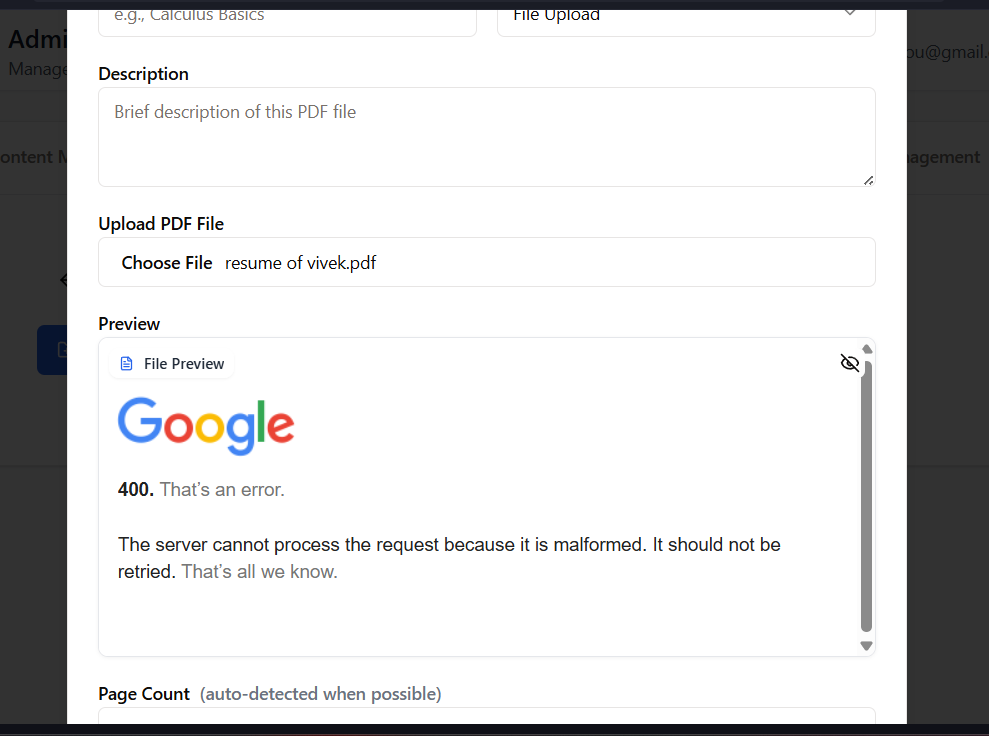 e.g., Calculus Basics
File Upload
Admi
Manage
ou@gmail.
Description
Brief description of this PDF file
ontent M
agement
Upload PDF File
Choose File resume of vivek.pdf
Preview
File Preview
Google
400. That's an error.
The server cannot process the request because it is malformed. It should not be
retried. That's all we know.
Page Count (auto-detected when possible)